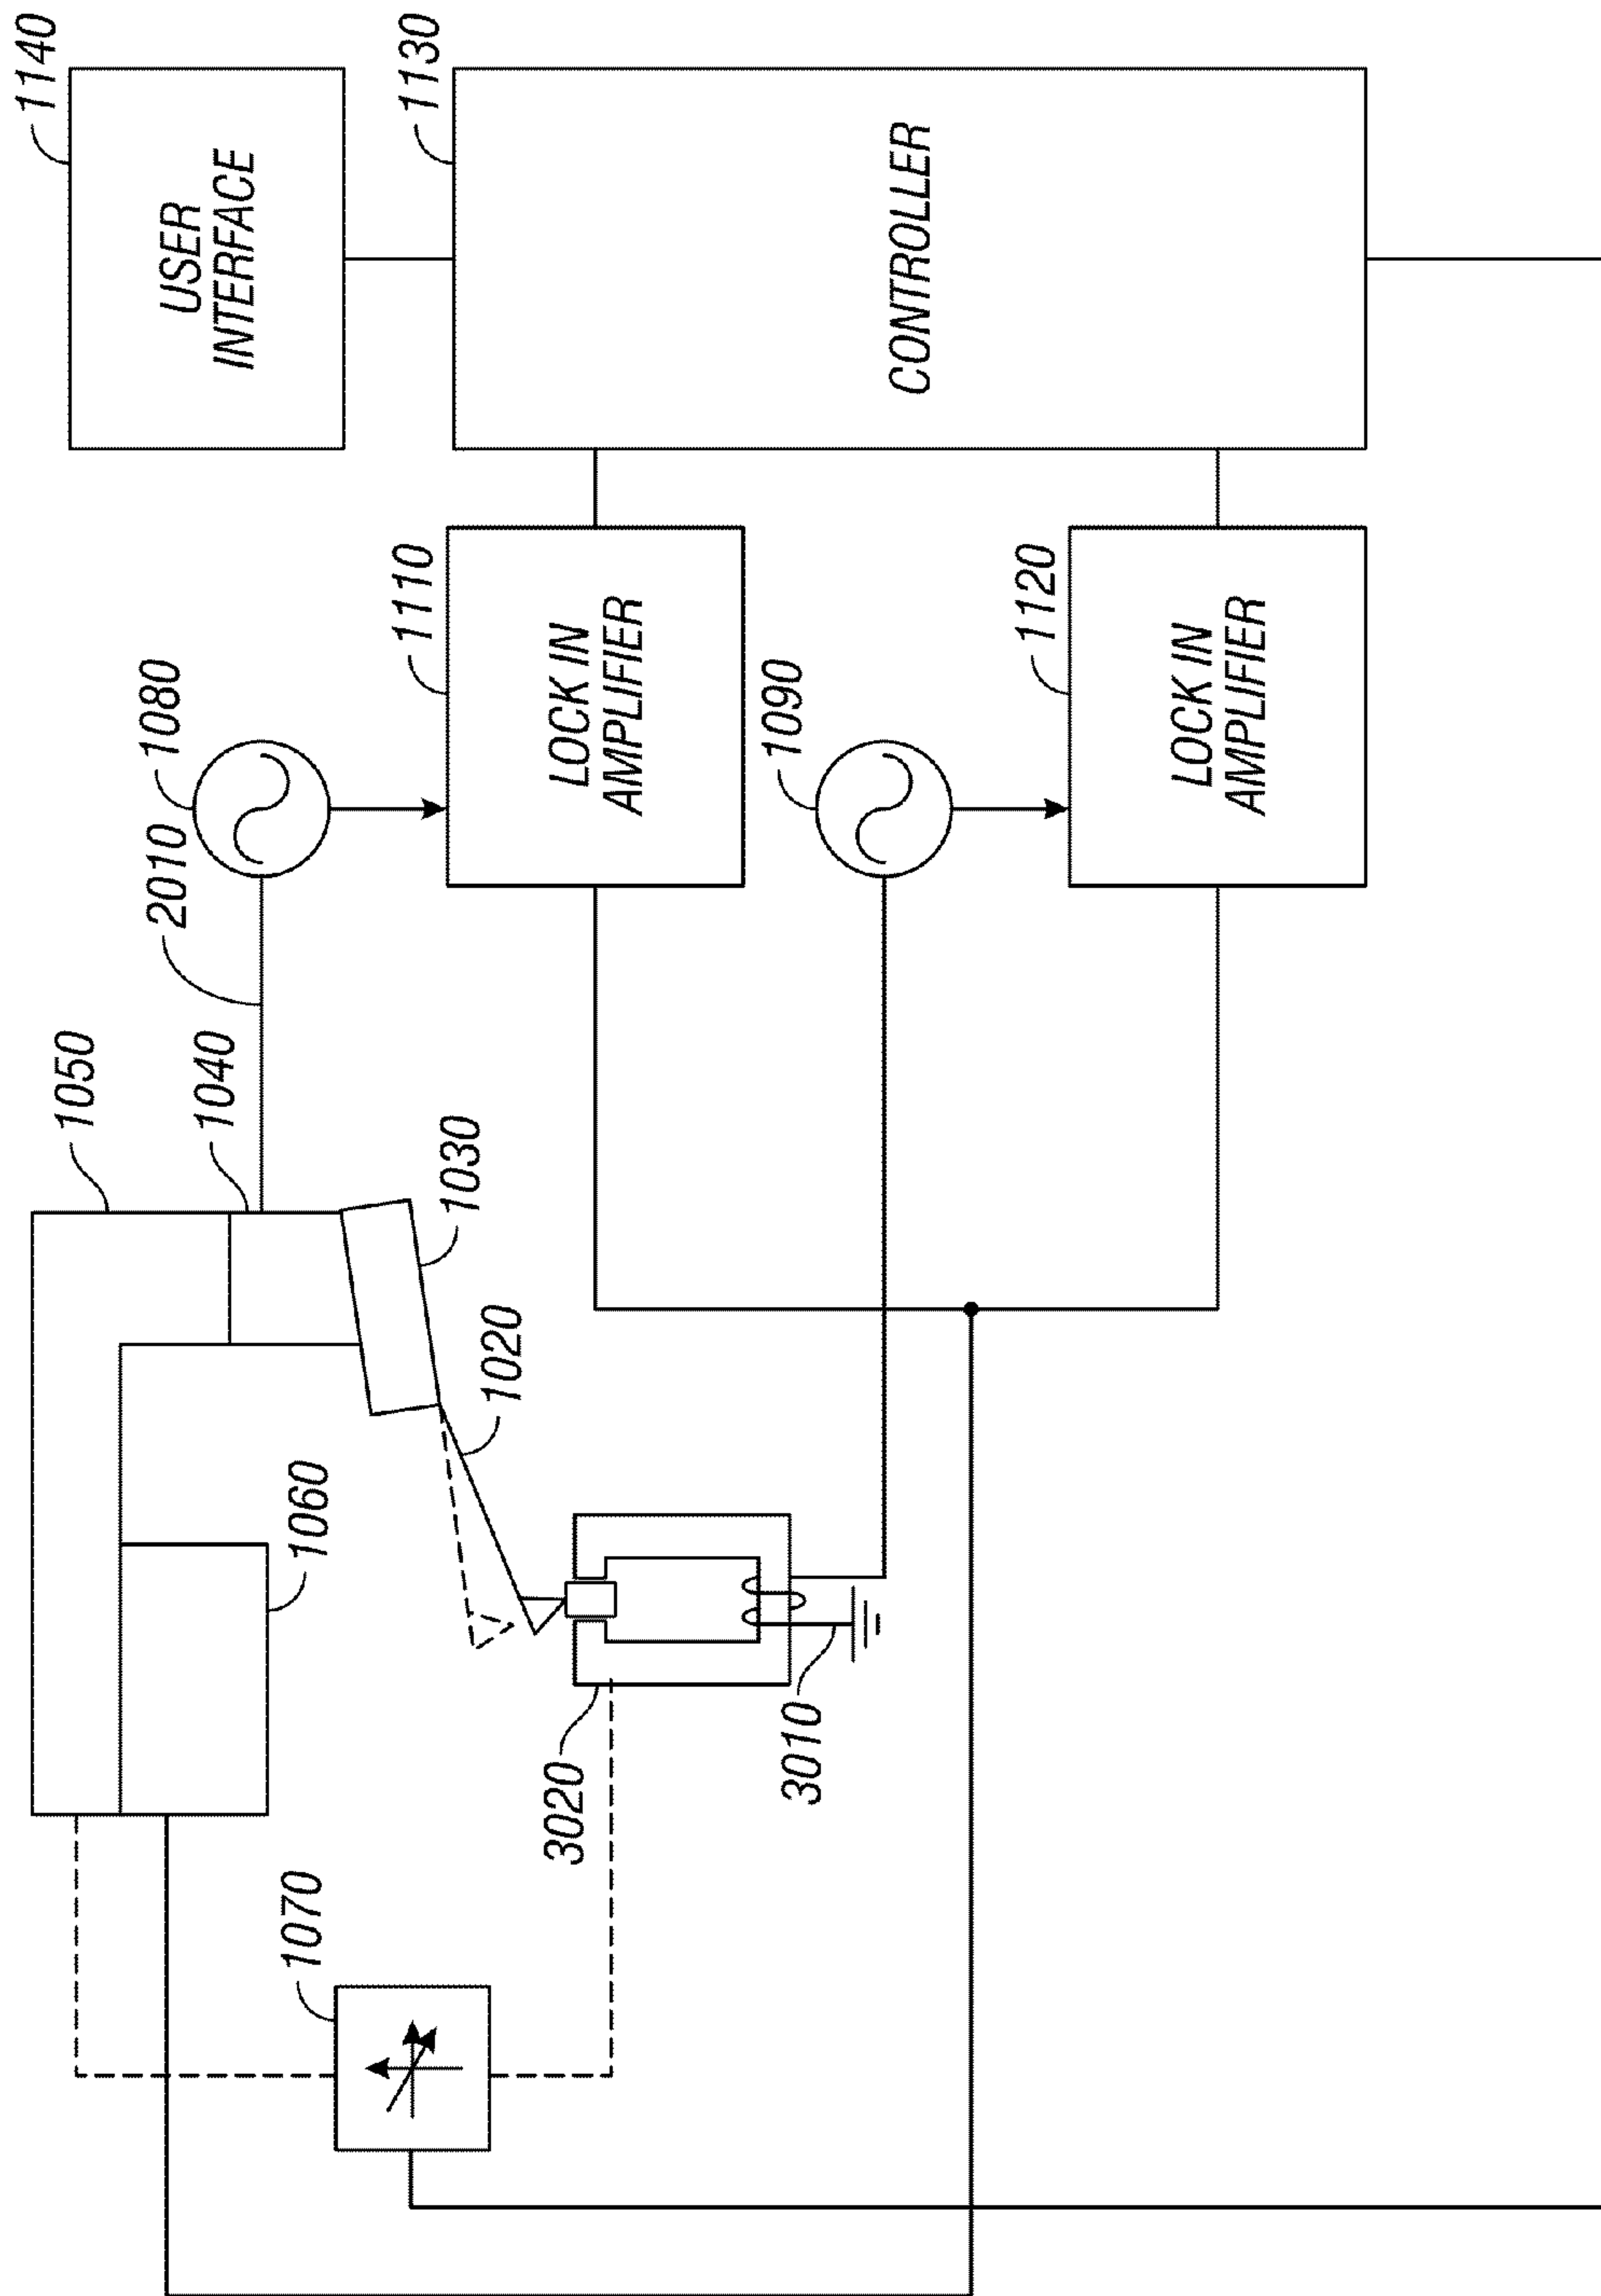 1050
1040
2010
1080
1140
USER
INTERFACE
1060
1030
1020
1110
LOCK IN
AMPLIFIER
1130
CONTROLLER
1070
3020
3010
1090
1120
LOCK IN
AMPLIFIER